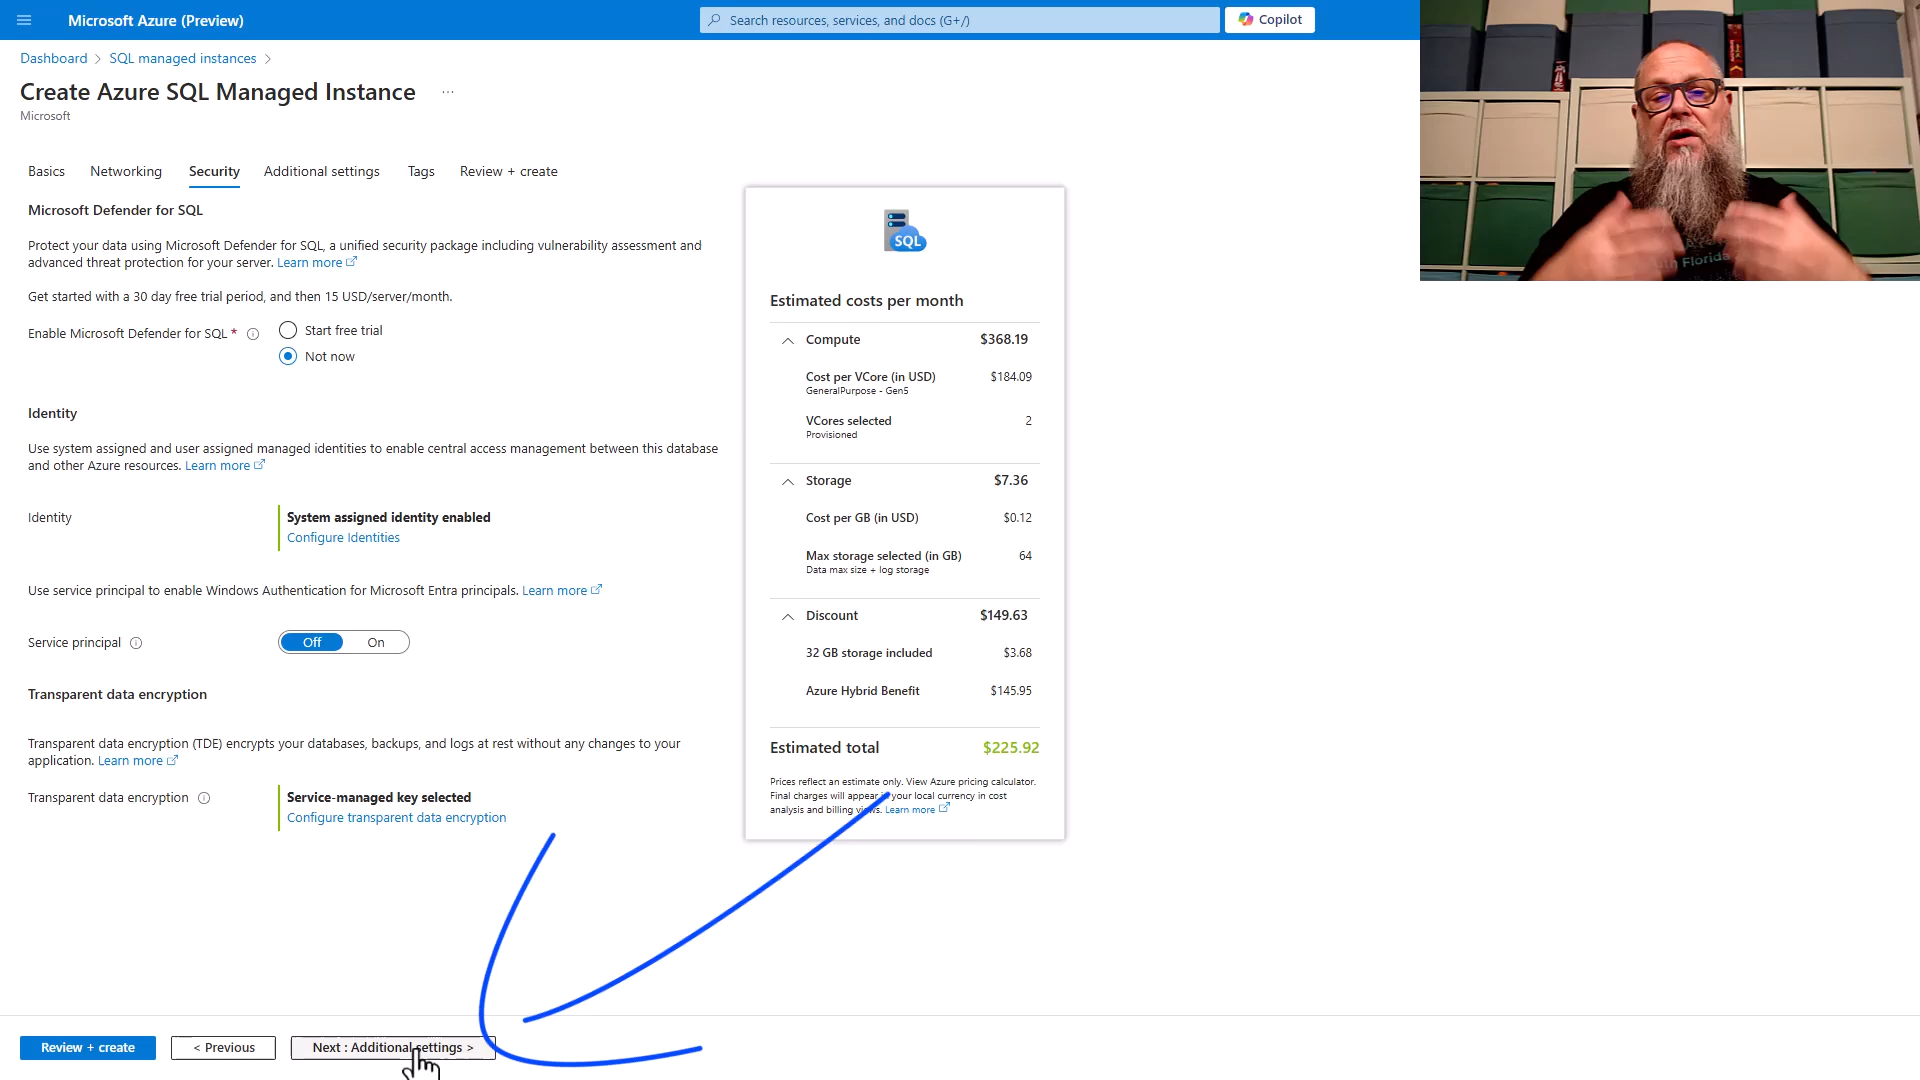 Microsoft Azure (Preview)
Search resources, services, and docs (G+/)
Copilot
Dashboard > SQL managed instances >
Create Azure SQL Managed Instance ...
Microsoft
Basics Networking Security Additional settings Tags Review + create
Microsoft Defender for SQL
Protect your data using Microsoft Defender for SQL, a unified security package including vulnerability assessment and
advanced threat protection for your server. Learn more
Get started with a 30 day free trial period, and then 15 USD/server/month.
Enable Microsoft Defender for SQL *
Start free trial
Not now
Identity
Use system assigned and user assigned managed identities to enable central access management between this database
and other Azure resources. Learn more
Identity
System assigned identity enabled
Configure Identities
Use service principal to enable Windows Authentication for Microsoft Entra principals. Learn more
Service principal
Off On
Transparent data encryption
Transparent data encryption (TDE) encrypts your databases, backups, and logs at rest without any changes to your
application. Learn more
Transparent data encryption
Service-managed key selected
Configure transparent data encryption
SQL
Estimated costs per month
Compute $368.19
Cost per VCore (in USD) $184.09
GeneralPurpose - Gen5
VCores selected 2
Provisioned
Storage $7.36
Cost per GB (in USD) $0.12
Max storage selected (in GB) 64
Data max size + log storage
Discount $149.63
32 GB storage included $3.68
Azure Hybrid Benefit $145.95
Estimated total $225.92
Prices reflect an estimate only. View Azure pricing calculator.
Final charges will appear in your local currency in cost
analysis and billing views. Learn more
Review + create
< Previous
Next : Additional settings >
Florida